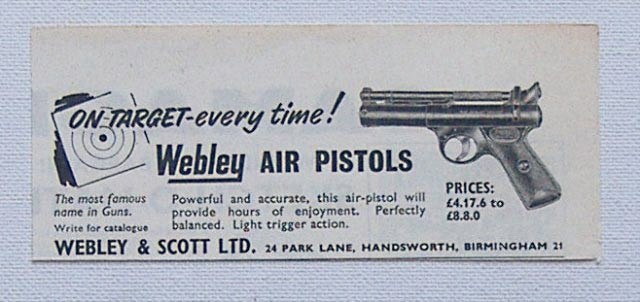 ON-TARGET-every time!
Webley AIR PISTOLS
The most famous
name in Guns.
Write for catalogue
Powerful and accurate, this air-pistol will
provide hours of enjoyment. Perfectly
balanced. Light trigger action.
PRICES:
£4.17.6 to
£8.8.0
WEBLEY & SCOTT LTD. 24 PARK LANE, HANDSWORTH, BIRMINGHAM 21